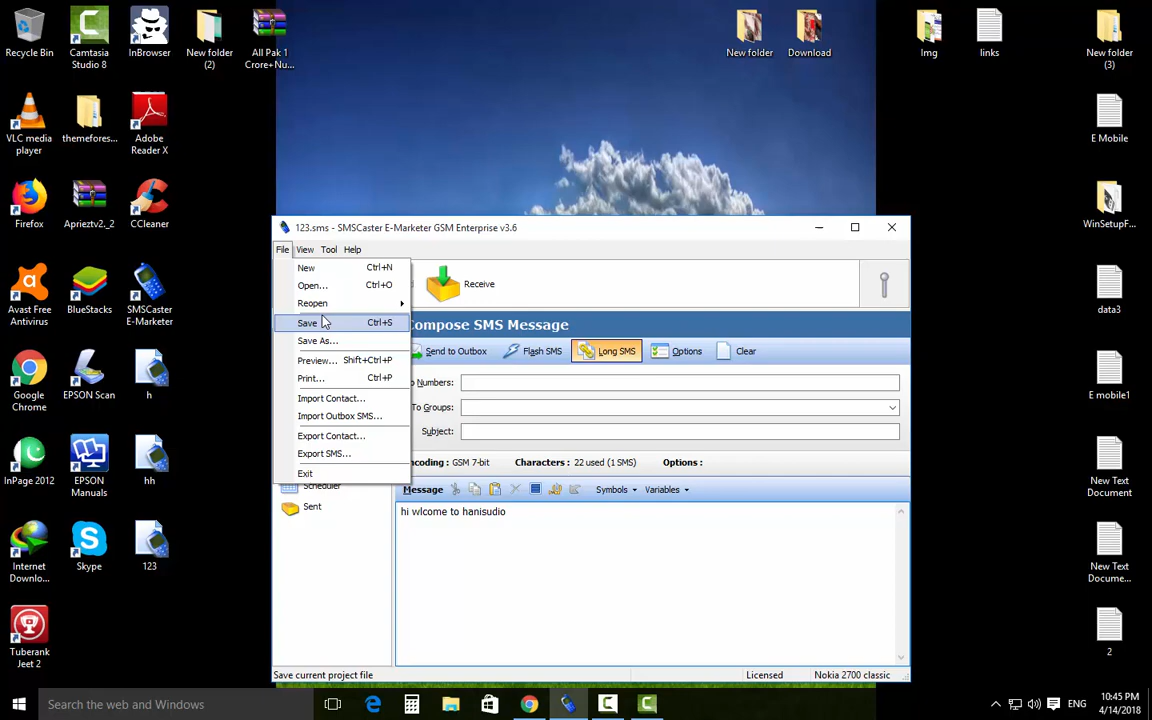 Recycle Bin
Camtasia
Studio 8
InBrowser
New folder
(2)
All Pak 1
Crore+Nu...
New folder
Download
Img
links
New folder
(3)
VLC media
player
themefores...
Adobe
Reader X
E Mobile
Firefox
Apriezt​v2._2
CCleaner
WinSetupF...
Avast Free
Antivirus
BlueStacks
SMSCaster
E-Marketer
data3
Google
Chrome
EPSON Scan
h
E mobile1
InPage 2012
EPSON
Manuals
hh
New Text
Document
Internet
Downlo...
Skype
123
New Text
Docume...
Tuberank
Jeet 2
2
123.sms - SMSCaster E-Marketer GSM Enterprise v3.6
File View Tool Help
New Ctrl+N
Open... Ctrl+O
Reopen
Save Ctrl+S
Save As...
Preview... Shift+Ctrl+P
Print... Ctrl+P
Import Contact...
Import Outbox SMS...
Export Contact...
Export SMS...
Exit
Scheduler
Sent
Receive
Compose SMS Message
Send to Outbox Flash SMS Long SMS Options Clear
To Numbers:
To Groups:
Subject:
Encoding : GSM 7-bit Characters : 22 used (1 SMS) Options :
Message Symbols Variables
hi wlcome to hanisudio
Save current project file Licensed Nokia 2700 classic
Search the web and Windows
ENG
10:45 PM
4/14/2018